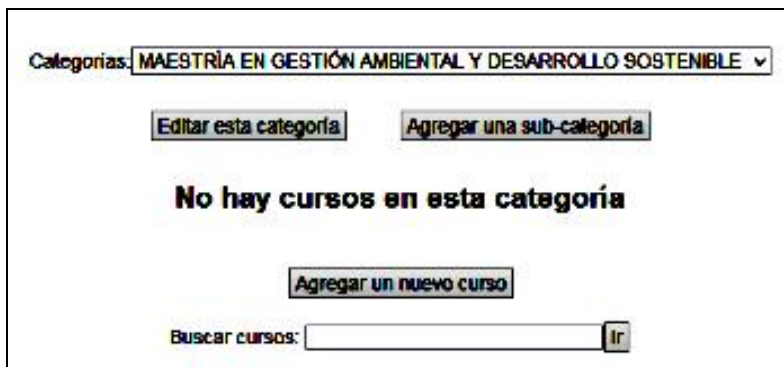 Categorías: MAESTRÌA EN GESTIÓN AMBIENTAL Y DESARROLLO SOSTENIBLE
Editar esta categoría Agregar una sub-categoría
No hay cursos en esta categoría
Agregar un nuevo curso
Buscar cursos: Ir